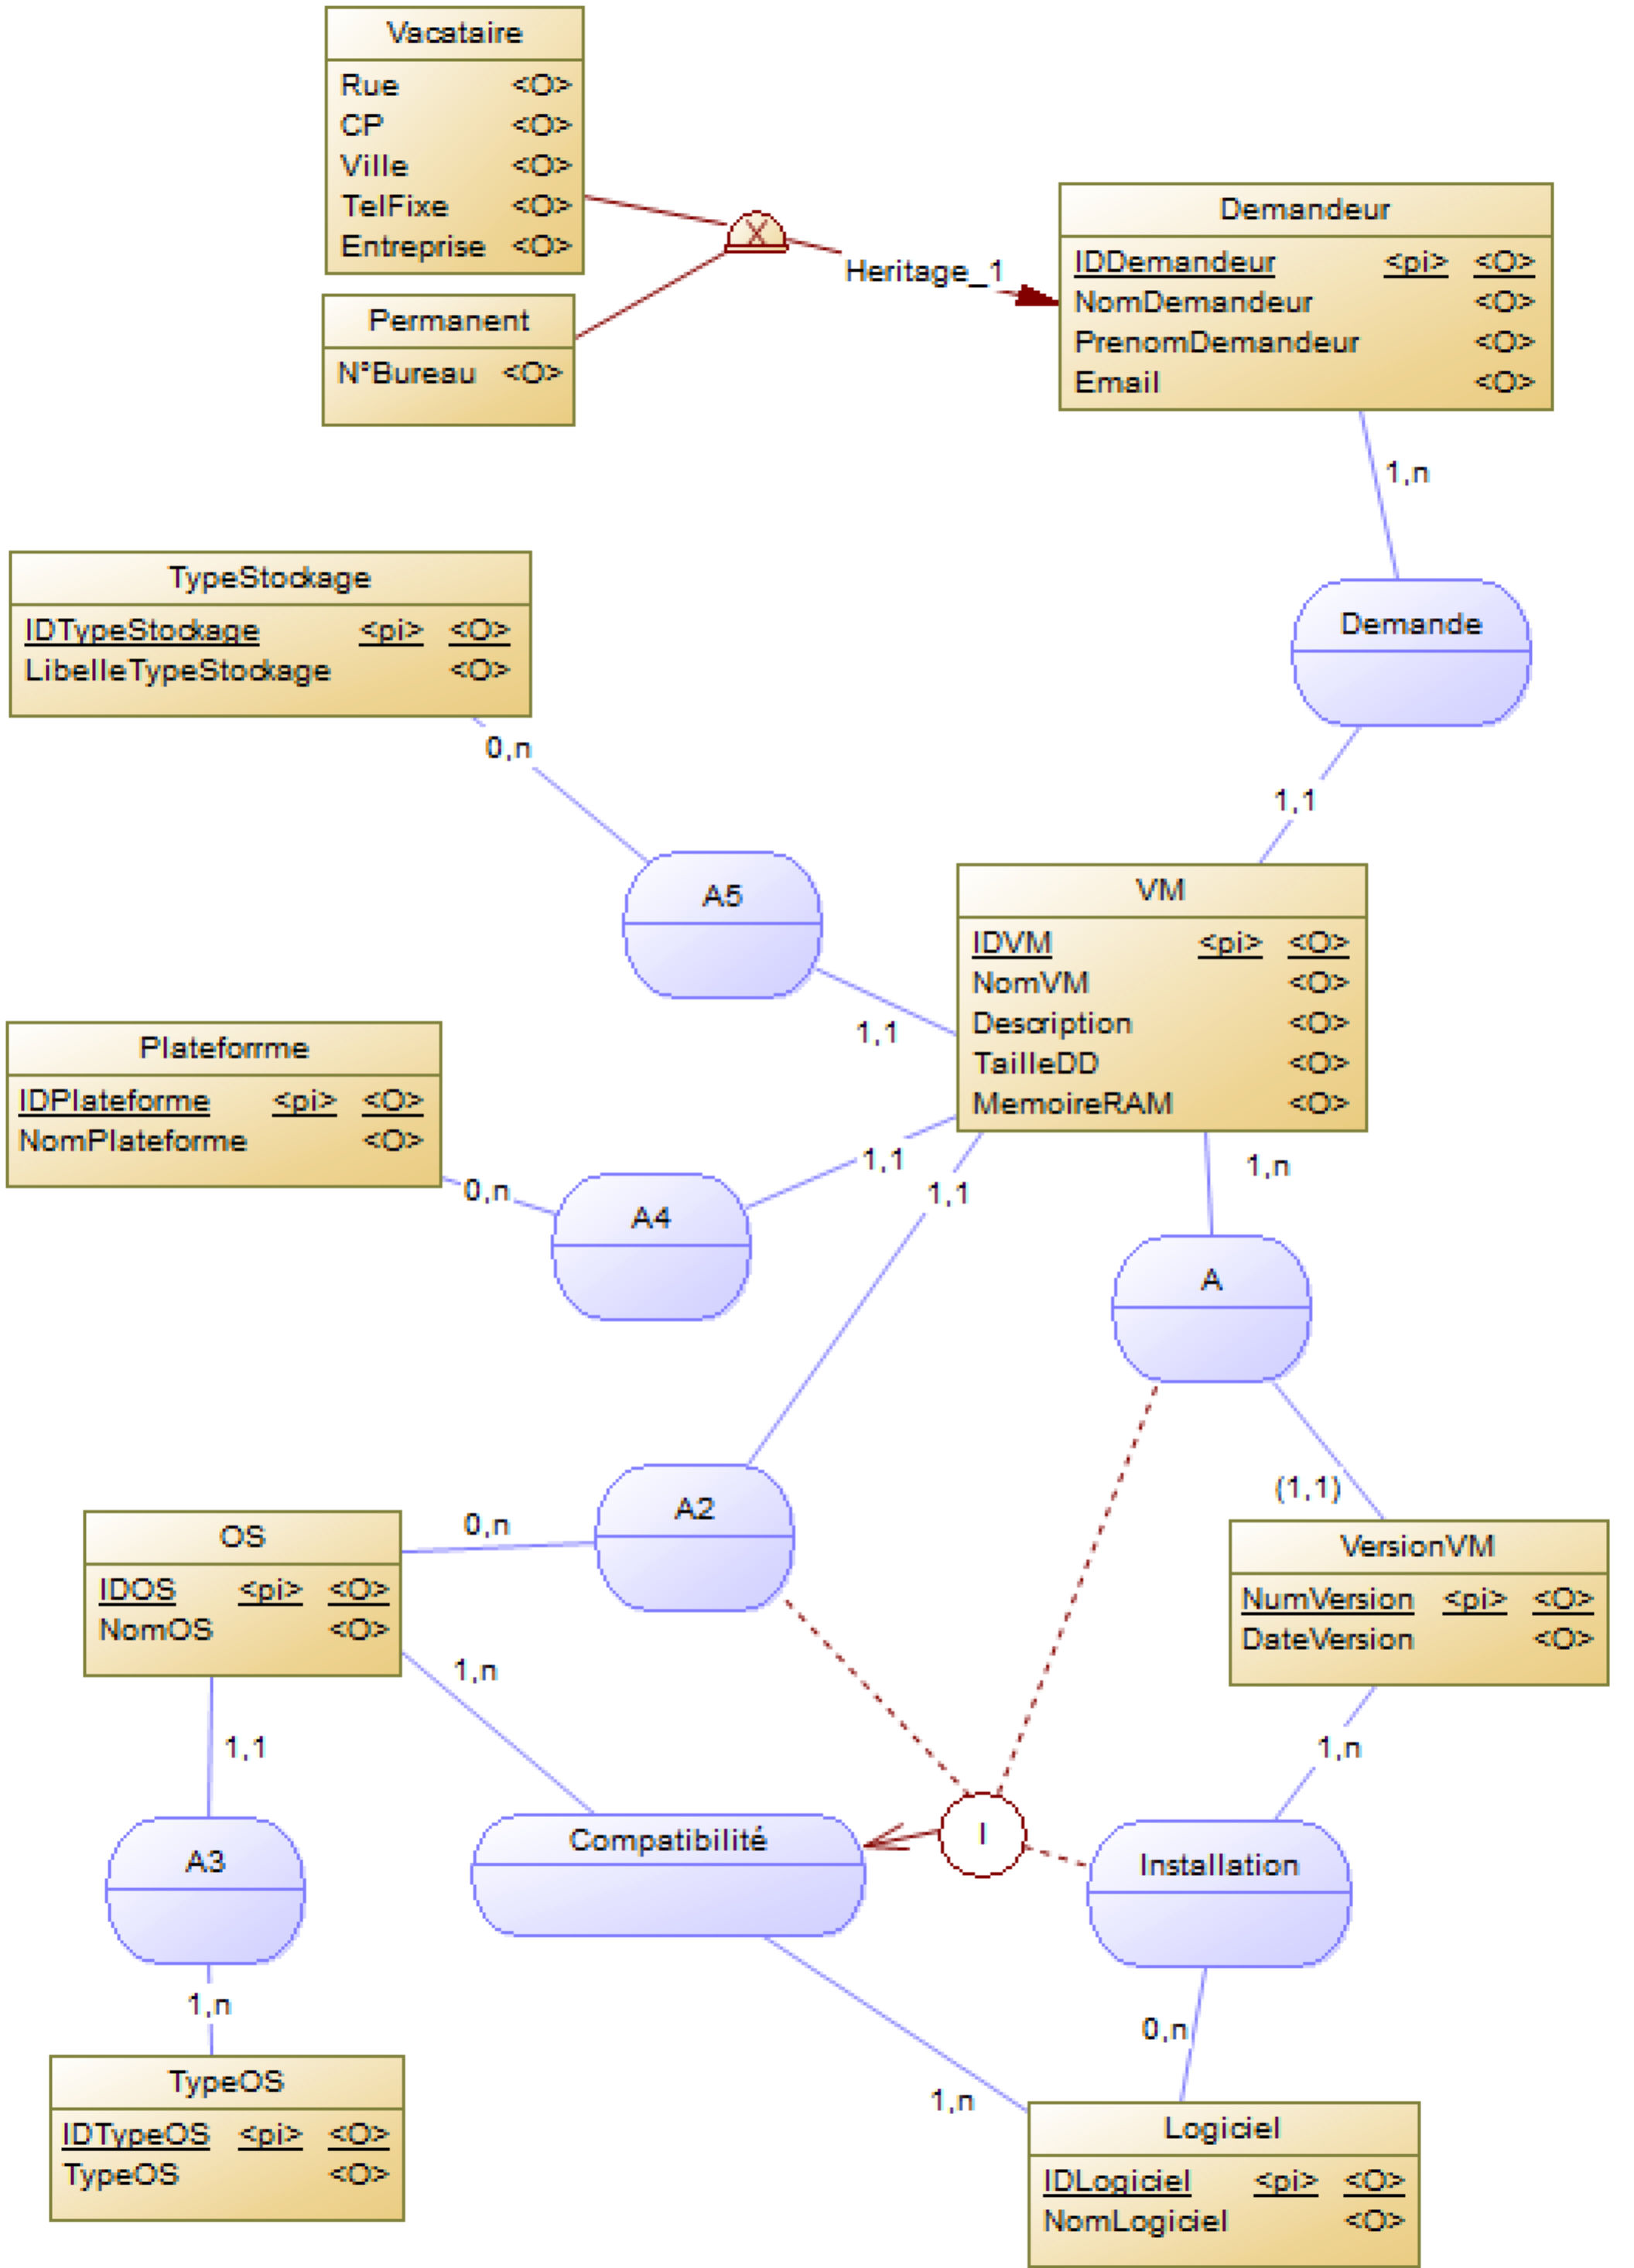 Vacataire
Rue <O>
CP <O>
Ville <O>
TelFixe <O>
Entreprise <O>
X
Heritage_1
Permanent
N°Bureau <O>
Demandeur
IDDemandeur <pi> <O>
NomDemandeur <O>
PrenomDemandeur <O>
Email <O>
1,n
Demande
1,1
TypeStockage
IDTypeStockage <pi> <O>
LibelleTypeStockage <O>
0,n
A5
1,1
VM
IDVM <pi> <O>
NomVM <O>
Description <O>
TailleDD <O>
MemoireRAM <O>
Plateforrme
IDPlateforme <pi> <O>
NomPlateforme <O>
0,n
A4
1,1
1,1
1,n
A
(1,1)
A2
0,n
OS
IDOS <pi> <O>
NomOS <O>
VersionVM
NumVersion <pi> <O>
DateVersion <O>
1,n
1,1
1,n
A3
Compatibilité
I
Installation
1,n
0,n
1,n
TypeOS
IDTypeOS <pi> <O>
TypeOS <O>
Logiciel
IDLogiciel <pi> <O>
NomLogiciel <O>